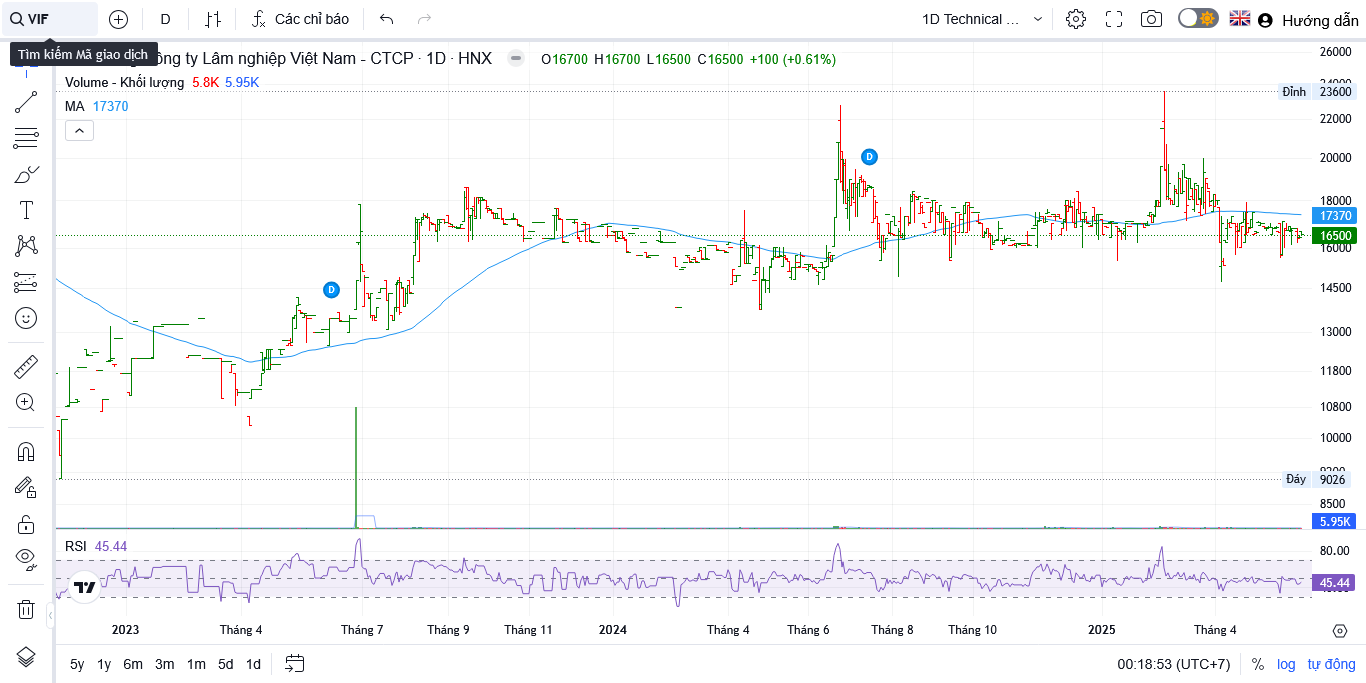 VIF D Các chỉ báo 1D Technical ... Hướng dẫn
Tìm kiếm Mã giao dịch
ông ty Lâm nghiệp Việt Nam - CTCP · 1D · HNX O16700 H16700 L16500 C16500 +100 (+0.61%)
Volume - Khối lượng 5.8K 5.95K
MA 17370
26000
24000
Đỉnh 23600
22000
20000
18000
17370
16500
16000
14500
13000
11800
10800
10000
9200
Đáy 9026
8500
5.95K
D
D
RSI 45.44
80.00
45.44
2023 Tháng 4 Tháng 7 Tháng 9 Tháng 11 2024 Tháng 4 Tháng 6 Tháng 8 Tháng 10 2025 Tháng 4
5y 1y 6m 3m 1m 5d 1d 00:18:53 (UTC+7) % log tự động